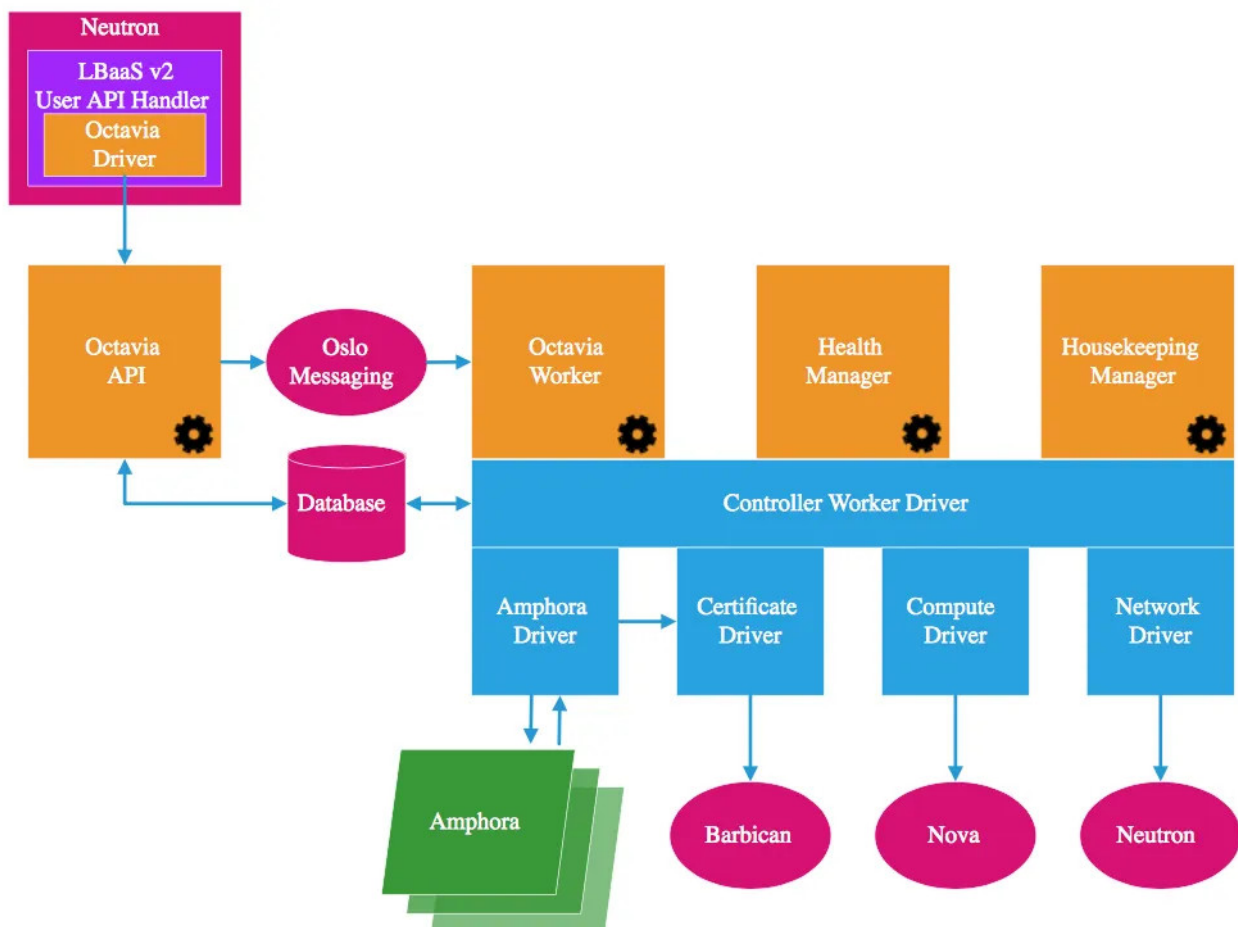 Neutron
LBaaS v2
User API Handler
Octavia
Driver
Octavia
API
Oslo
Messaging
Octavia
Worker
Health
Manager
Housekeeping
Manager
Database
Controller Worker Driver
Amphora
Driver
Certificate
Driver
Compute
Driver
Network
Driver
Amphora
Barbican
Nova
Neutron